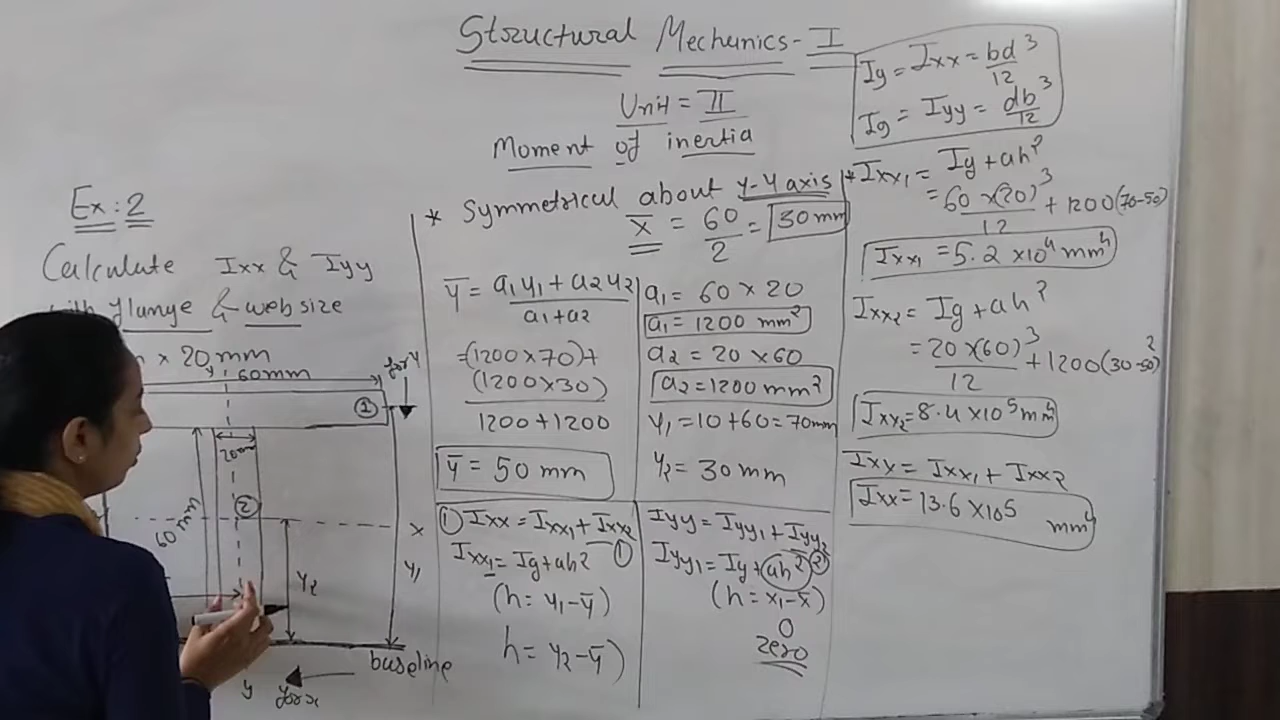 Structural Mechanics-I
Unit = II
Moment of inertia
Ex:2
Calculate Ixx & Iyy
with flange & web size
x 20 mm
y 60mm
for Y
①
20mm
②
60mm
x
y₁
y₂
baseline
y
for x
* Symmetrical about y-y axis
x̄ = 60/2 = 30 mm
ȳ = a₁y₁ + a₂y₂ / a₁+a₂
=(1200×70)+
(1200×30)
1200+1200
ȳ = 50 mm
a₁ = 60 × 20
a₁ = 1200 mm²
a₂ = 20 × 60
a₂ = 1200 mm²
y₁ = 10+60 = 70mm
y₂ = 30 mm
① Ixx = Ixx₁ + Ixx₂
Ixx₁ = Ig + ah² ①
(h = y₁ - ȳ)
h = y₂ - ȳ)
Iyy = Iyy₁ + Iyy₂
Iyy₁ = Ig + ah² ②
(h = x₁ - x̄)
0
zero
Ig = Ixx = bd³/12
Ig = Iyy = db³/12
* Ixx₁ = Ig + ah²
= 60 × (20)³/12 + 1200(70-50)
Ixx₁ = 5.2 × 10⁴ mm⁴
Ixx₂ = Ig + ah²
= 20 × (60)³/12 + 1200(30-50)²
Ixx₂ = 8.4 × 10⁵ mm⁴
Ixy = Ixx₁ + Ixx2
Ixx = 13.6 × 10⁵ mm⁴